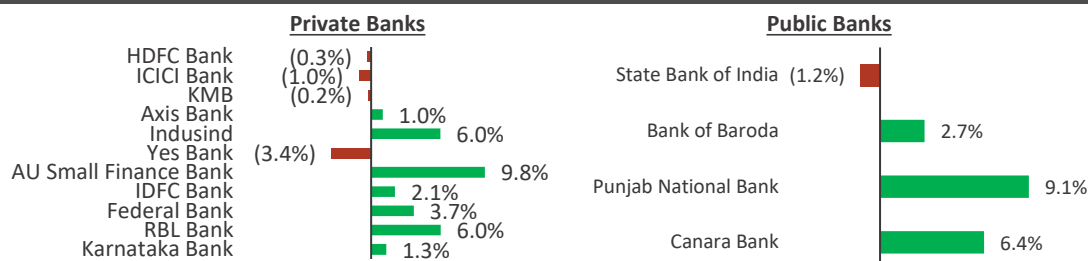 Private Banks
HDFC Bank (0.3%)
ICICI Bank (1.0%)
KMB (0.2%)
Axis Bank 1.0%
Indusind 6.0%
Yes Bank (3.4%)
AU Small Finance Bank 9.8%
IDFC Bank 2.1%
Federal Bank 3.7%
RBL Bank 6.0%
Karnataka Bank 1.3%
Public Banks
State Bank of India (1.2%)
Bank of Baroda 2.7%
Punjab National Bank 9.1%
Canara Bank 6.4%